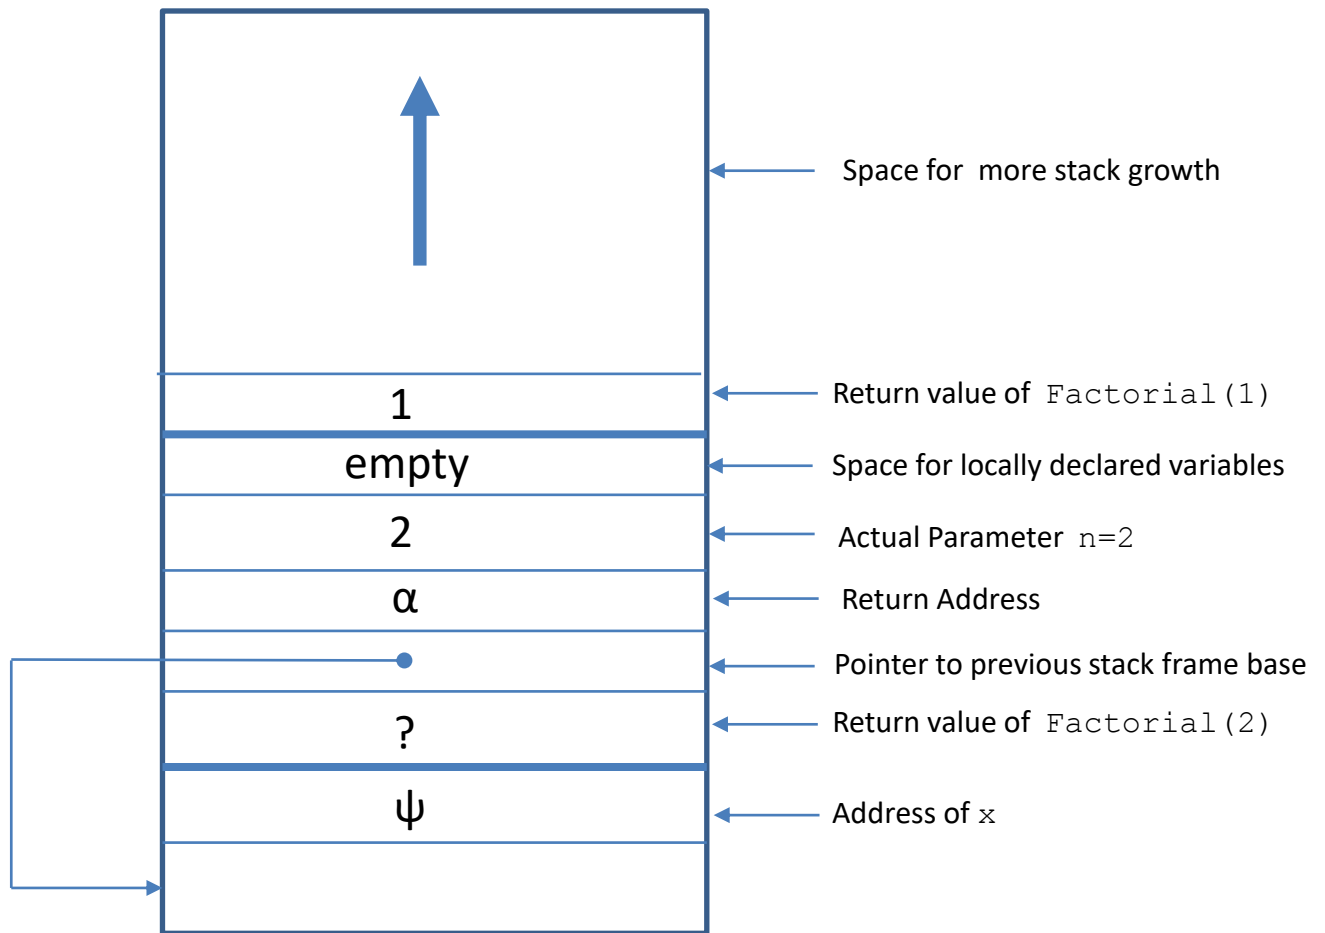 Space for more stack growth
1
Return value of Factorial(1)
empty
Space for locally declared variables
2
Actual Parameter n=2
α
Return Address
Pointer to previous stack frame base
?
Return value of Factorial(2)
ψ
Address of x